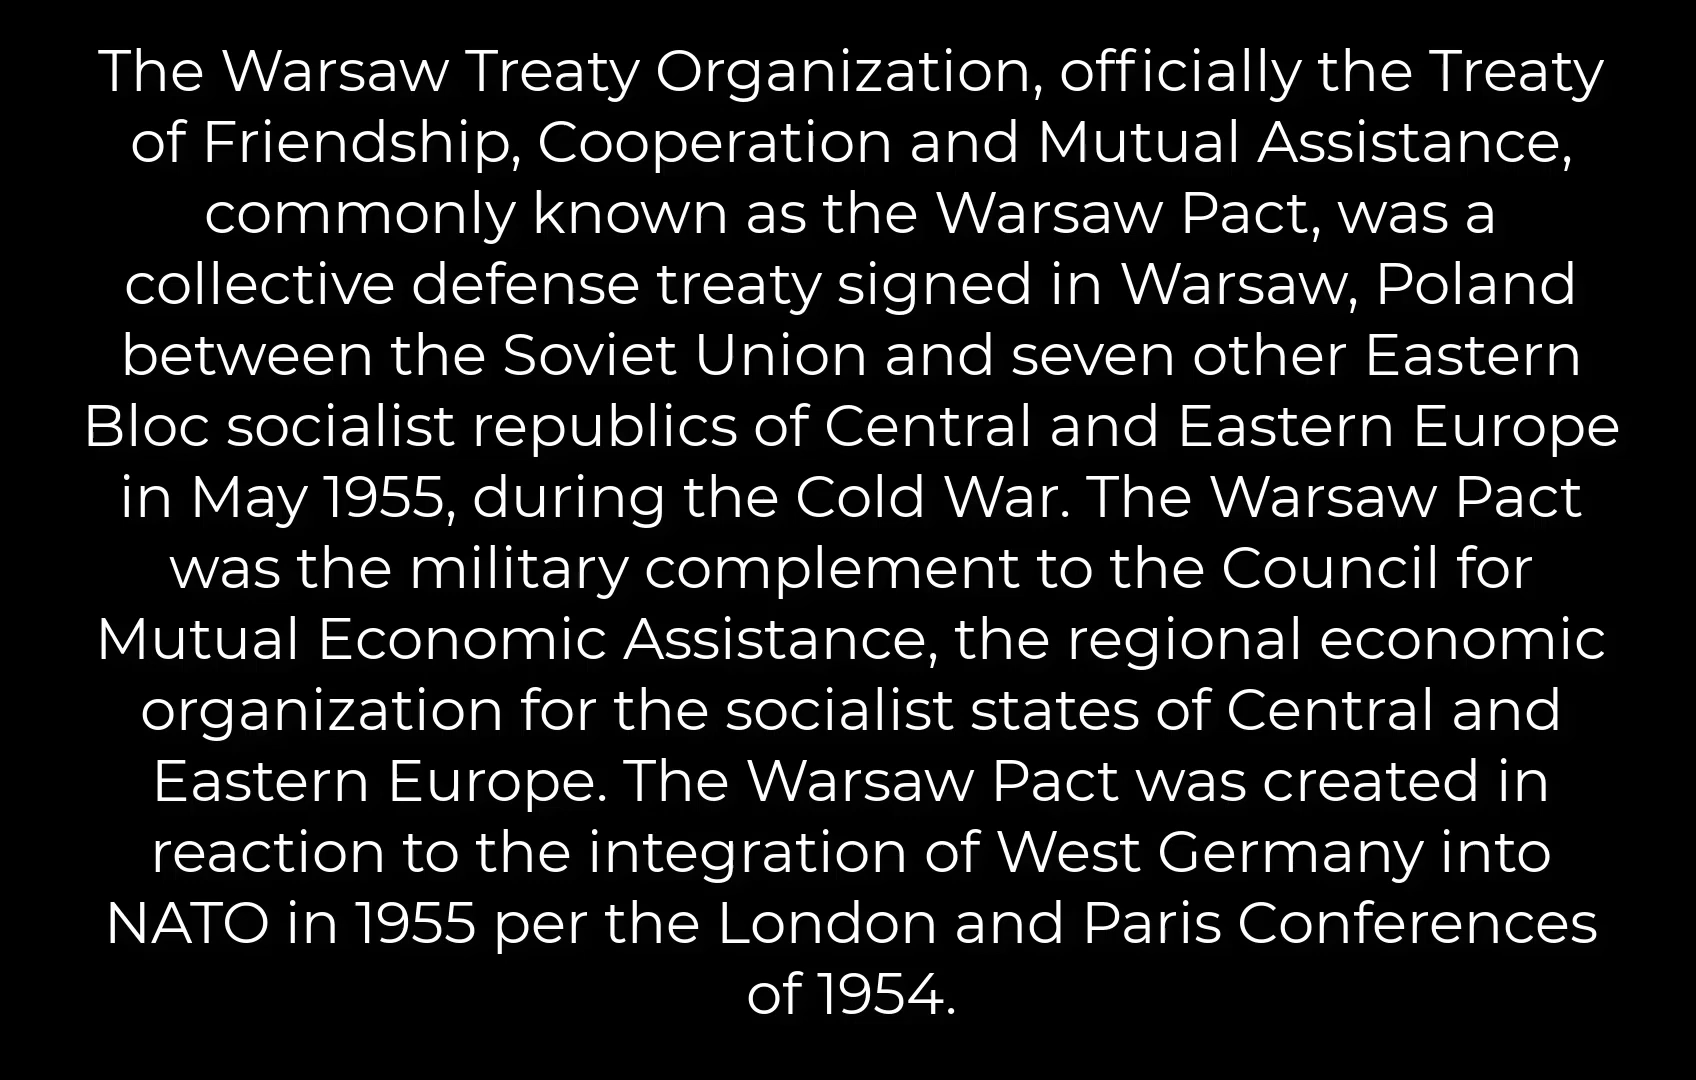 The Warsaw Treaty Organization, officially the Treaty
of Friendship, Cooperation and Mutual Assistance,
commonly known as the Warsaw Pact, was a
collective defense treaty signed in Warsaw, Poland
between the Soviet Union and seven other Eastern
Bloc socialist republics of Central and Eastern Europe
in May 1955, during the Cold War. The Warsaw Pact
was the military complement to the Council for
Mutual Economic Assistance, the regional economic
organization for the socialist states of Central and
Eastern Europe. The Warsaw Pact was created in
reaction to the integration of West Germany into
NATO in 1955 per the London and Paris Conferences
of 1954.